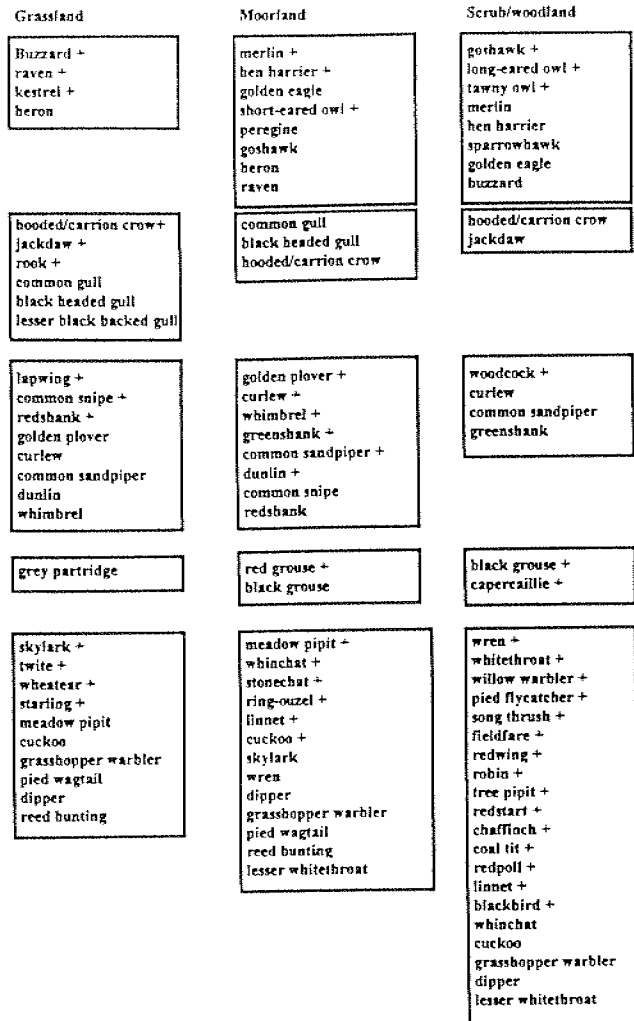 Grassland
Buzzard +
raven +
kestrel +
heron
hooded/carrion crow+
jackdaw +
rook +
common gull
black headed gull
lesser black backed gull
lapwing +
common snipe +
redshank +
golden plover
curlew
common sandpiper
dunlin
whimbrel
grey partridge
skylark +
twite +
wheatear +
starling +
meadow pipit
cuckoo
grasshopper warbler
pied wagtail
dipper
reed bunting
Moorland
merlin +
hen harrier +
golden eagle
short-eared owl +
peregine
goshawk
heron
raven
common gull
black headed gull
hooded/carrion crow
golden plover +
curlew +
whimbrel +
greenshank +
common sandpiper +
dunlin +
common snipe
redshank
red grouse +
black grouse
meadow pipit +
whinchat +
stonechat +
ring-ouzel +
linnet +
cuckoo +
skylark
wren
dipper
grasshopper warbler
pied wagtail
reed bunting
lesser whitethroat
Scrub/woodland
goshawk +
long-eared owl +
tawny owl +
merlin
hen harrier
sparrowhawk
golden eagle
buzzard
hooded/carrion crow
jackdaw
woodcock +
curlew
common sandpiper
greenshank
black grouse +
capercaillie +
wren +
whitethroat +
willow warbler +
pied flycatcher +
song thrush +
fieldfare +
redwing +
robin +
tree pipit +
redstart +
chaffinch +
coal tit +
redpoll +
linnet +
blackbird +
whinchat
cuckoo
grasshopper warbler
dipper
lesser whitethroat